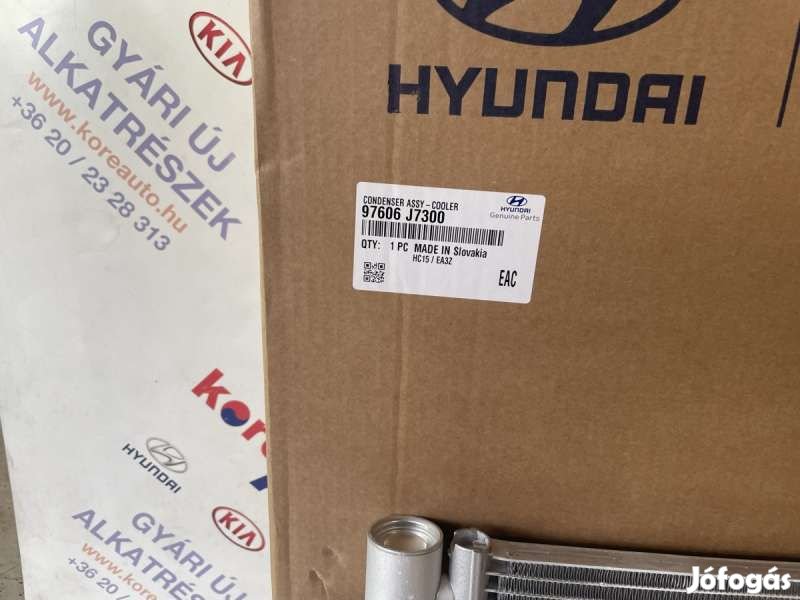 GYÁRI ÚJ
ALKATRÉSZEK
www.koreauto.hu
+36 20 / 23 28 313
KIA
HYUNDAI
CONDENSER ASSY-COOLER
97606 J7300
HYUNDAI
Genuine Parts
QTY: 1 PC MADE IN Slovakia
HC15 / EA3Z
EAC
HYUNDAI
KIA
GYÁRI ÚJ
Jófogás